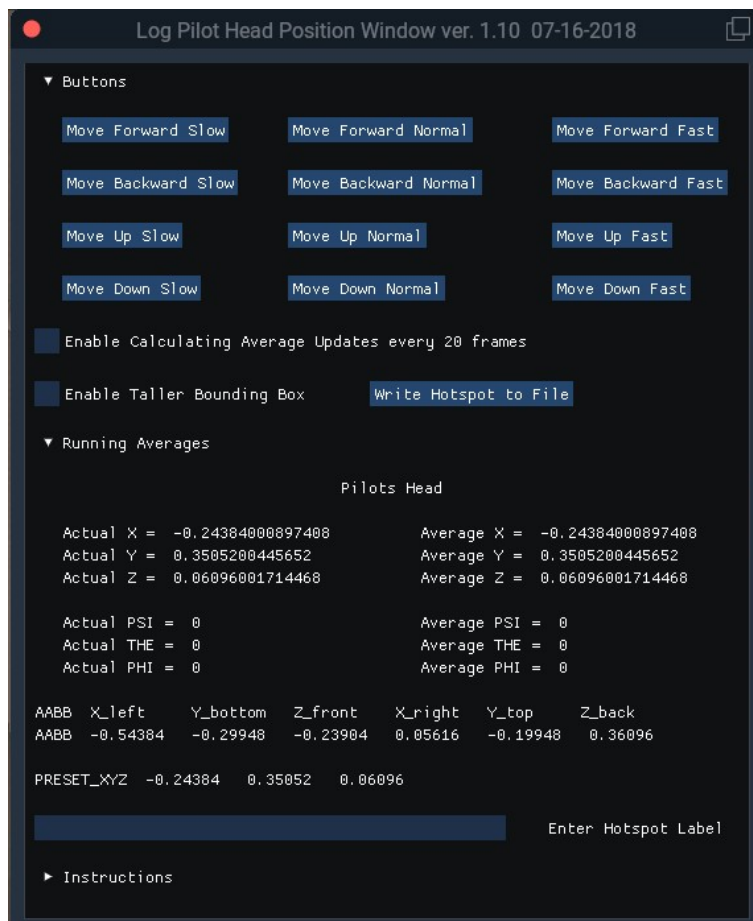 Log Pilot Head Position Window ver. 1.10 07-16-2018
Buttons
Move Forward Slow Move Forward Normal Move Forward Fast
Move Backward Slow Move Backward Normal Move Backward Fast
Move Up Slow Move Up Normal Move Up Fast
Move Down Slow Move Down Normal Move Down Fast
Enable Calculating Average Updates every 20 frames
Enable Taller Bounding Box Write Hotspot to File
Running Averages
Pilots Head
Actual X = -0.24384000897408 Average X = -0.24384000897408
Actual Y = 0.3505200445652 Average Y = 0.3505200445652
Actual Z = 0.06096001714468 Average Z = 0.06096001714468
Actual PSI = 0 Average PSI = 0
Actual THE = 0 Average THE = 0
Actual PHI = 0 Average PHI = 0
AABB X_left Y_bottom Z_front X_right Y_top Z_back
AABB -0.54384 -0.29948 -0.23904 0.05616 -0.19948 0.36096
PRESET_XYZ -0.24384 0.35052 0.06096
Enter Hotspot Label
Instructions